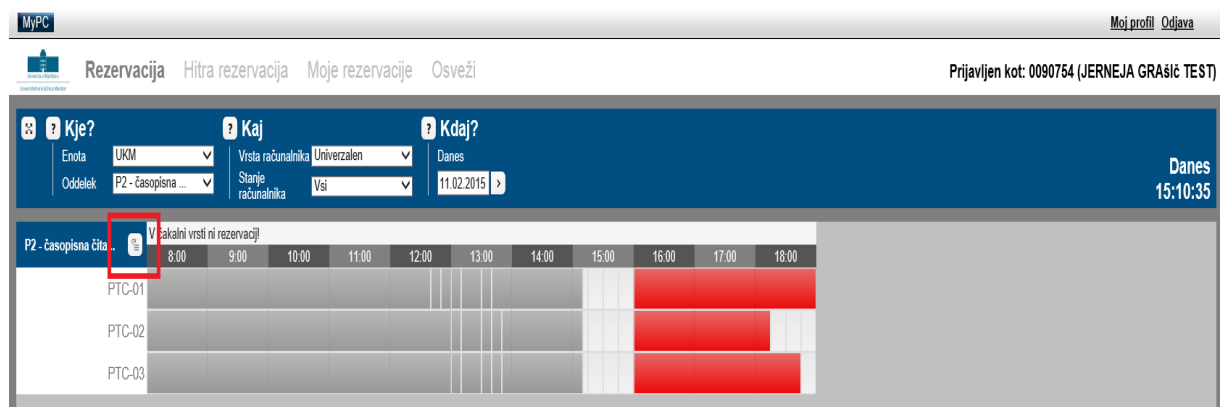 MyPC Moj profil Odjava
Rezervacija Hitra rezervacija Moje rezervacije Osveži Prijavljen kot: 0090754 (JERNEJA GRAšIč TEST)
? Kje? ? Kaj ? Kdaj?
Enota UKM Vrsta računalnika Univerzalen Danes
Oddelek P2 - časopisna ... Stanje računalnika Vsi 11.02.2015 >
Danes
15:10:35
P2 - časopisna čita...
V čakalni vrsti ni rezervacij!
8:00 9:00 10:00 11:00 12:00 13:00 14:00 15:00 16:00 17:00 18:00
PTC-01
PTC-02
PTC-03